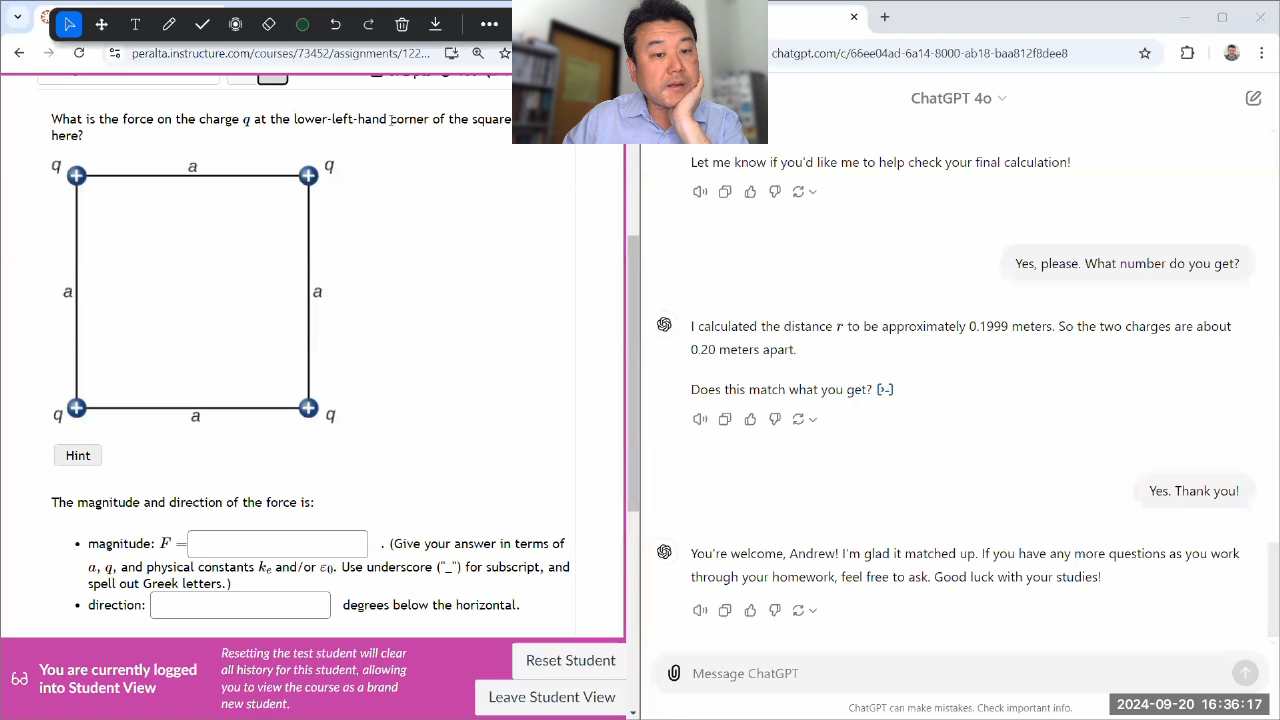 peralta.instructure.com/courses/73452/assignments/122...
chatgpt.com/c/66ee04ad-6a14-8000-ab18-baa812f8dee8
ChatGPT 4o
What is the force on the charge q at the lower-left-hand corner of the square
here?
q
a
q
a
a
q
a
q
Hint
The magnitude and direction of the force is:
• magnitude: F = . (Give your answer in terms of
a, q, and physical constants k_e and/or ε_0. Use underscore ("_") for subscript, and
spell out Greek letters.)
• direction: degrees below the horizontal.
You are currently logged
into Student View
Resetting the test student will clear
all history for this student, allowing
you to view the course as a brand
new student.
Reset Student
Leave Student View
Let me know if you'd like me to help check your final calculation!
Yes, please. What number do you get?
I calculated the distance r to be approximately 0.1999 meters. So the two charges are about
0.20 meters apart.
Does this match what you get? [>-]
Yes. Thank you!
You're welcome, Andrew! I'm glad it matched up. If you have any more questions as you work
through your homework, feel free to ask. Good luck with your studies!
Message ChatGPT
ChatGPT can make mistakes. Check important info.
2024-09-20 16:36:17